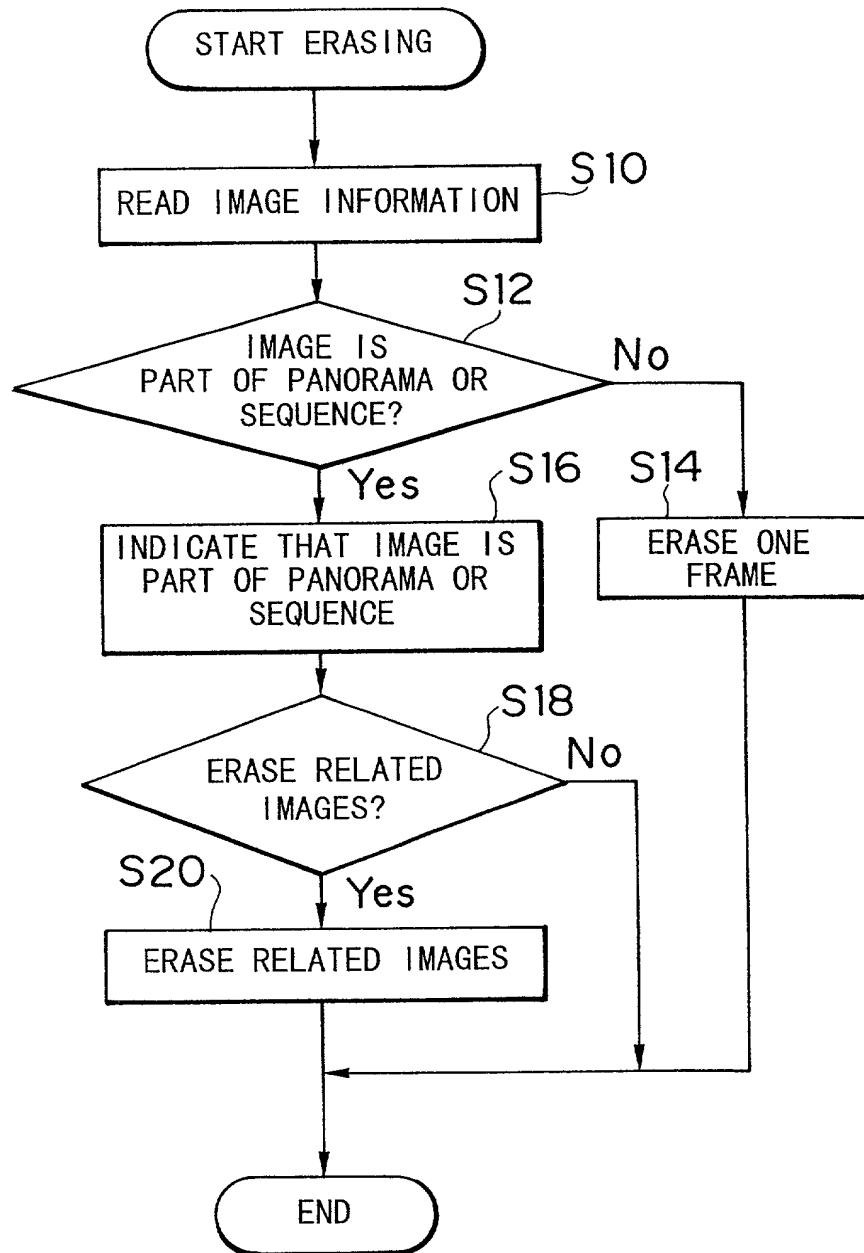 START ERASING
READ IMAGE INFORMATION
S10
S12
IMAGE IS
PART OF PANORAMA OR
SEQUENCE?
No
Yes
S16
S14
INDICATE THAT IMAGE IS
PART OF PANORAMA OR
SEQUENCE
ERASE ONE
FRAME
S18
ERASE RELATED
IMAGES?
No
S20
Yes
ERASE RELATED IMAGES
END